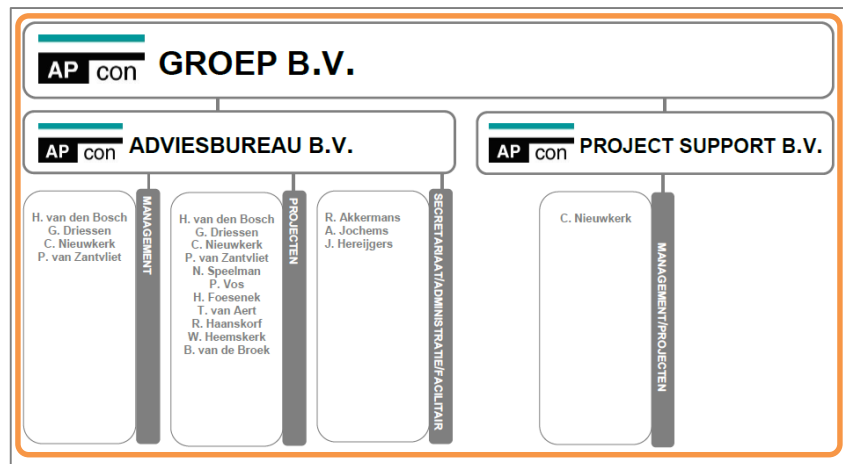 AP con GROEP B.V.
AP con ADVIESBUREAU B.V.
AP con PROJECT SUPPORT B.V.
H. van den Bosch
G. Driessen
C. Nieuwkerk
P. van Zantvliet
MANAGEMENT
H. van den Bosch
G. Driessen
C. Nieuwkerk
P. van Zantvliet
N. Speelman
P. Vos
H. Foesenek
T. van Aert
R. Haanskorf
W. Heemskerk
B. van de Broek
PROJECTEN
R. Akkermans
A. Jochems
J. Hereijgers
SECRETARIAAT/ADMINISTRATIE/FACILITAIR
C. Nieuwkerk
MANAGEMENT/PROJECTEN